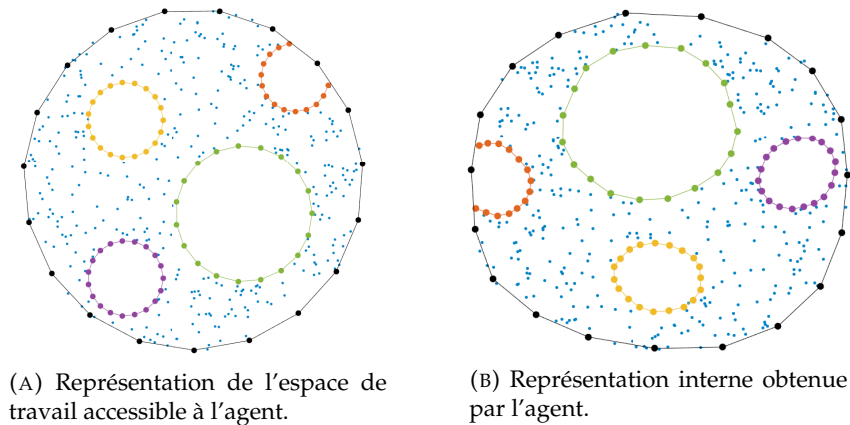 (A) Représentation de l'espace de
travail accessible à l'agent.
(B) Représentation interne obtenue
par l'agent.